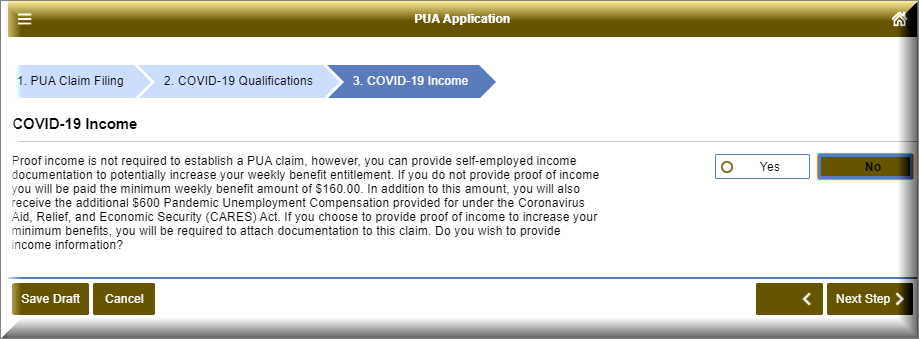 PUA Application
1. PUA Claim Filing
2. COVID-19 Qualifications
3. COVID-19 Income
COVID-19 Income
Proof income is not required to establish a PUA claim, however, you can provide self-employed income
documentation to potentially increase your weekly benefit entitlement. If you do not provide proof of income
you will be paid the minimum weekly benefit amount of $160.00. In addition to this amount, you will also
receive the additional $600 Pandemic Unemployment Compensation provided for under the Coronavirus
Aid, Relief, and Economic Security (CARES) Act. If you choose to provide proof of income to increase your
minimum benefits, you will be required to attach documentation to this claim. Do you wish to provide
income information?
Yes
No
Save Draft
Cancel
Next Step